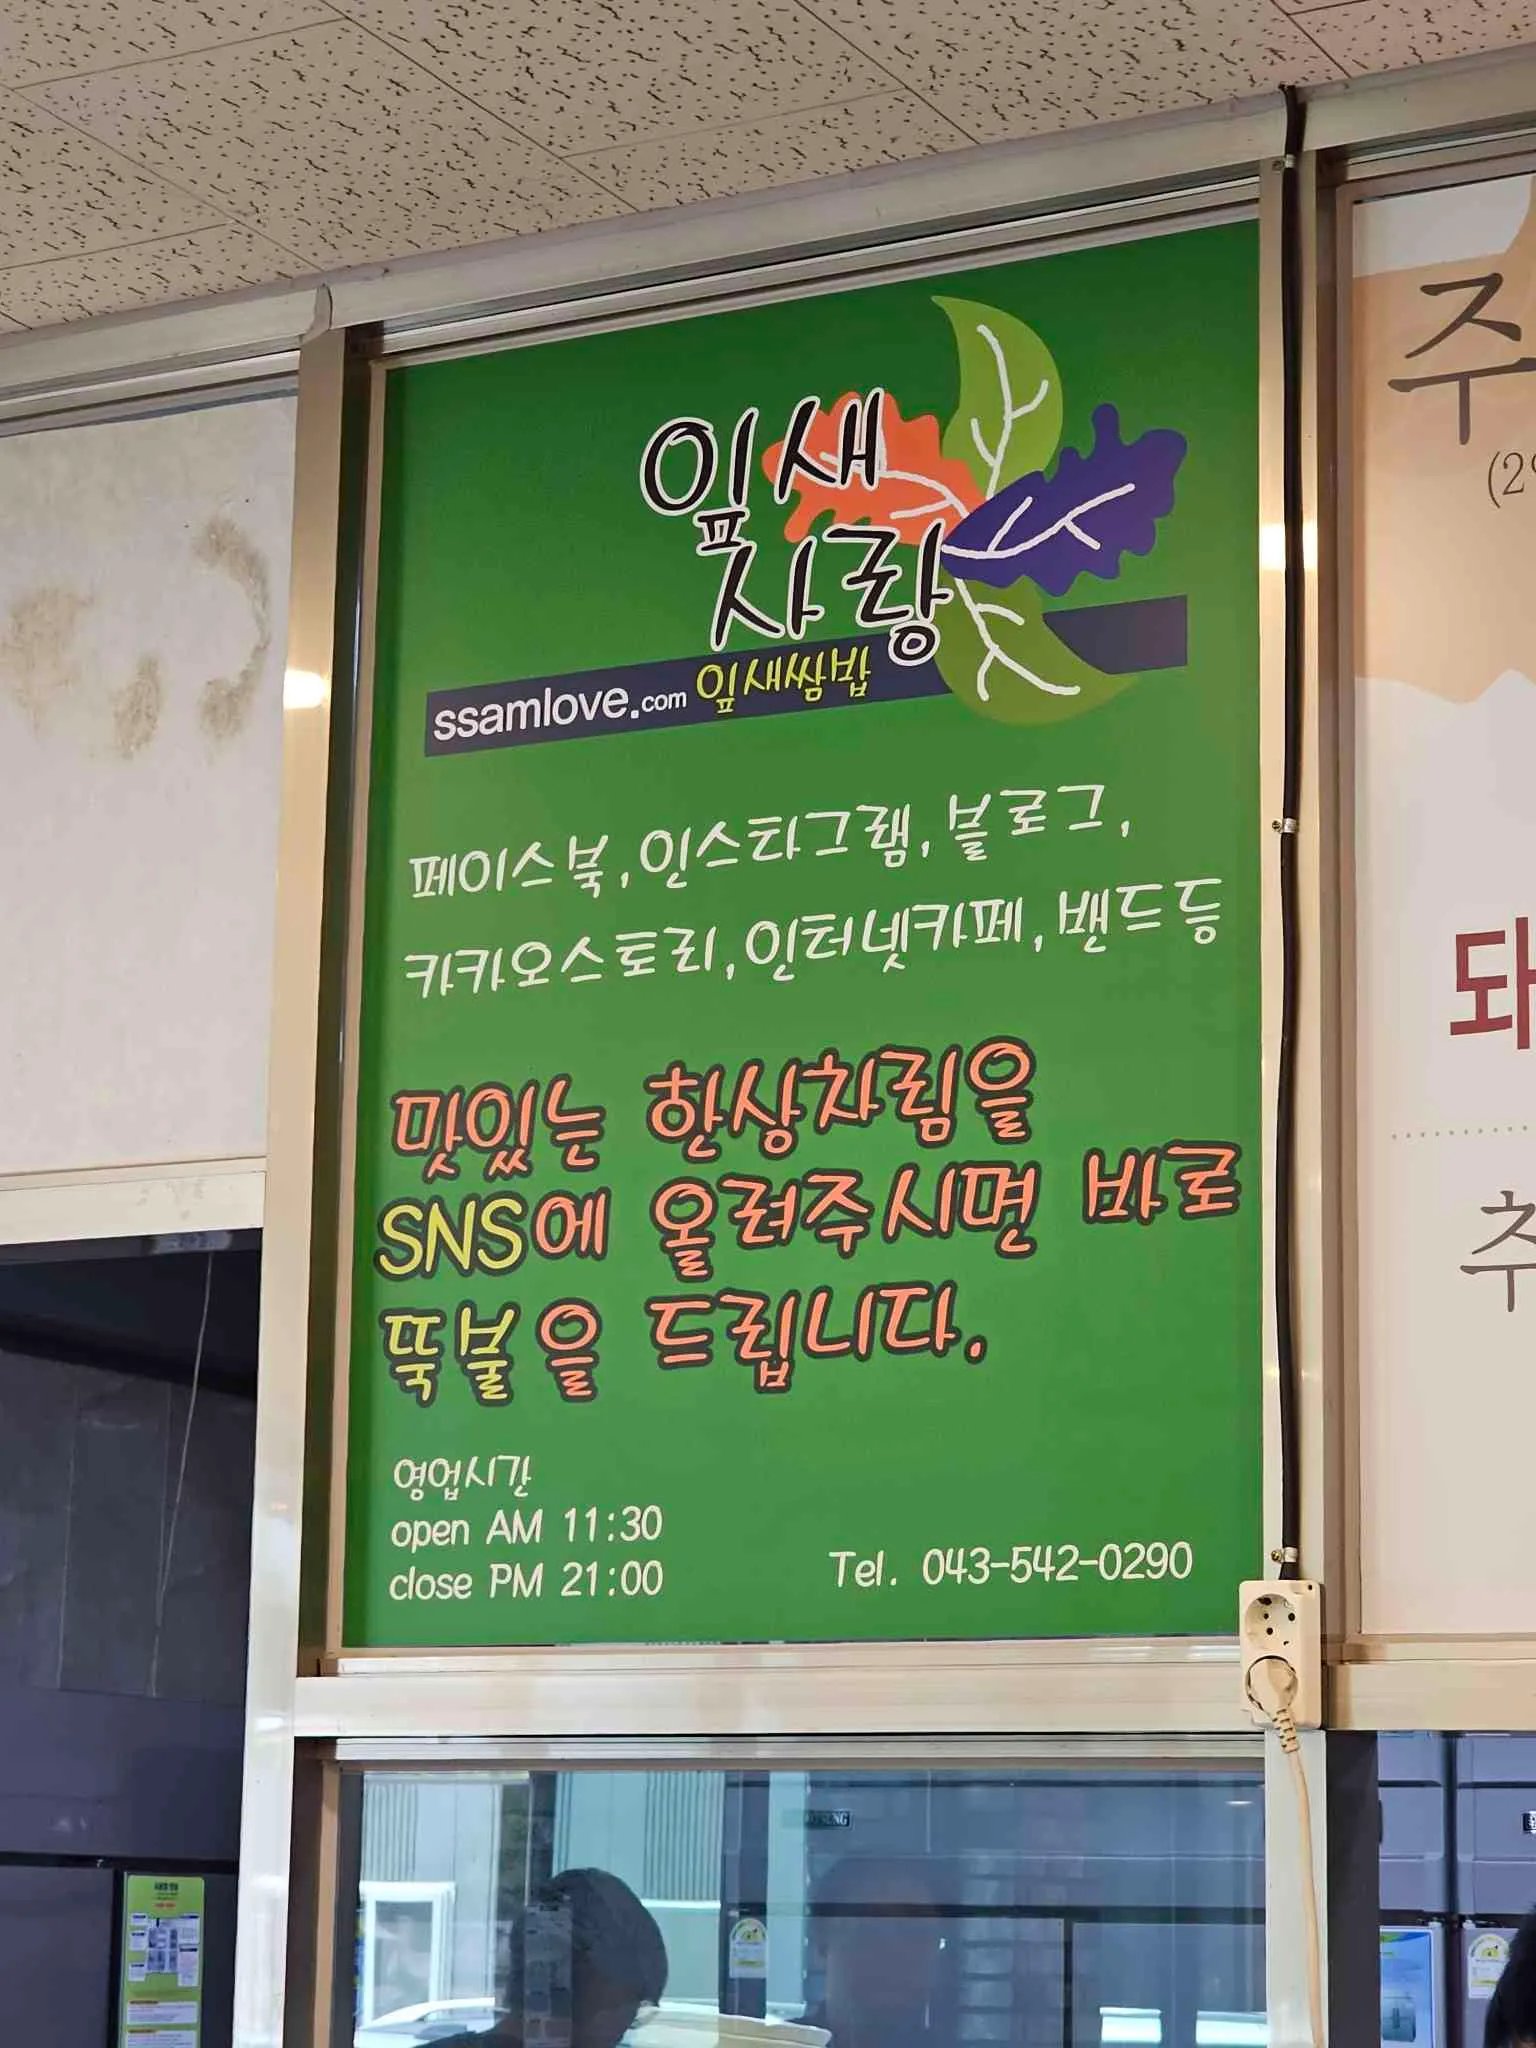 잎새
사랑
ssamlove.com 잎새쌈밥
페이스북, 인스타그램, 블로그,
카카오스토리, 인터넷카페, 밴드등
맛있는 한상차림을
SNS에 올려주시면 바로
뚝불을 드립니다.
영업시간
open AM 11:30
close PM 21:00
Tel. 043-542-0290
주
(2
돼
추